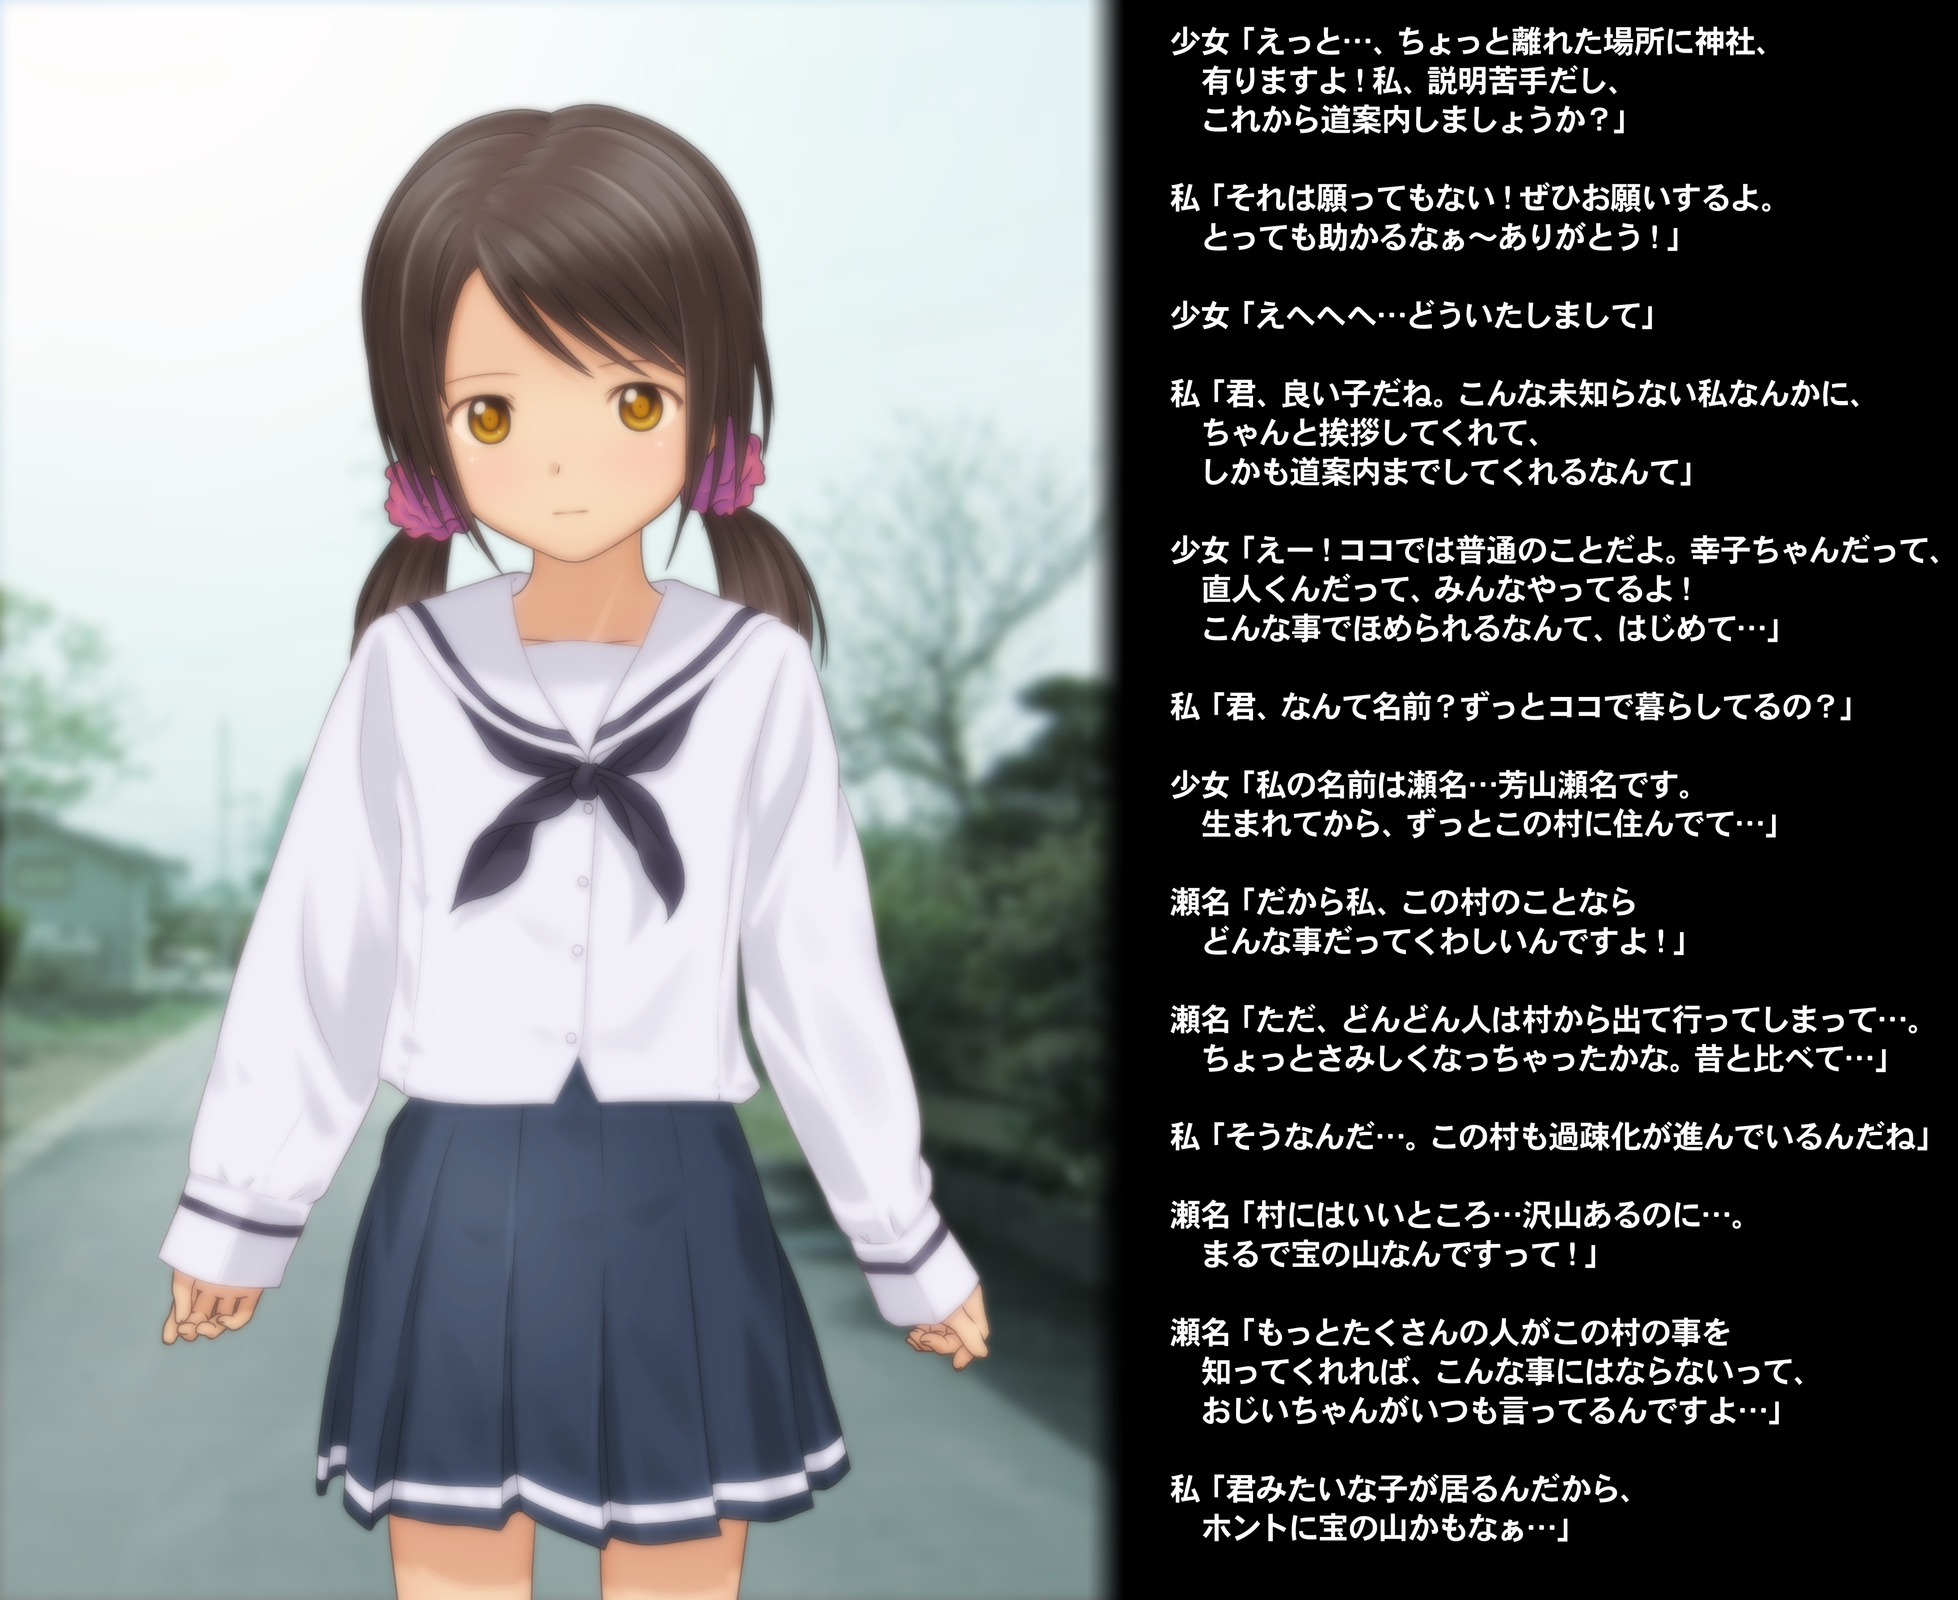 少女「えっと…、ちょっと離れた場所に神社、
有りますよ！私、説明苦手だし、
これから道案内しましょうか？」
私「それは願ってもない！ぜひお願いするよ。
とっても助かるなぁ～ありがとう！」
少女「えへへへ…どういたしまして」
私「君、良い子だね。こんな未知らない私なんかに、
ちゃんと挨拶してくれて、
しかも道案内までしてくれるなんて」
少女「えー！ココでは普通のことだよ。幸子ちゃんだって、
直人くんだって、みんなやってるよ！
こんな事でほめられるなんて、はじめて…」
私「君、なんて名前？ずっとココで暮らしてるの？」
少女「私の名前は瀬名…芳山瀬名です。
生まれてから、ずっとこの村に住んでて…」
瀬名「だから私、この村のことなら
どんな事だってくわしいんですよ！」
瀬名「ただ、どんどん人は村から出て行ってしまって…。
ちょっとさみしくなっちゃったかな。昔と比べて…」
私「そうなんだ…。この村も過疎化が進んでいるんだね」
瀬名「村にはいいところ…沢山あるのに…。
まるで宝の山なんですって！」
瀬名「もっとたくさんの人がこの村の事を
知ってくれれば、こんな事にはならないって、
おじいちゃんがいつも言ってるんですよ…」
私「君みたいな子が居るんだから、
ホントに宝の山かもなぁ…」